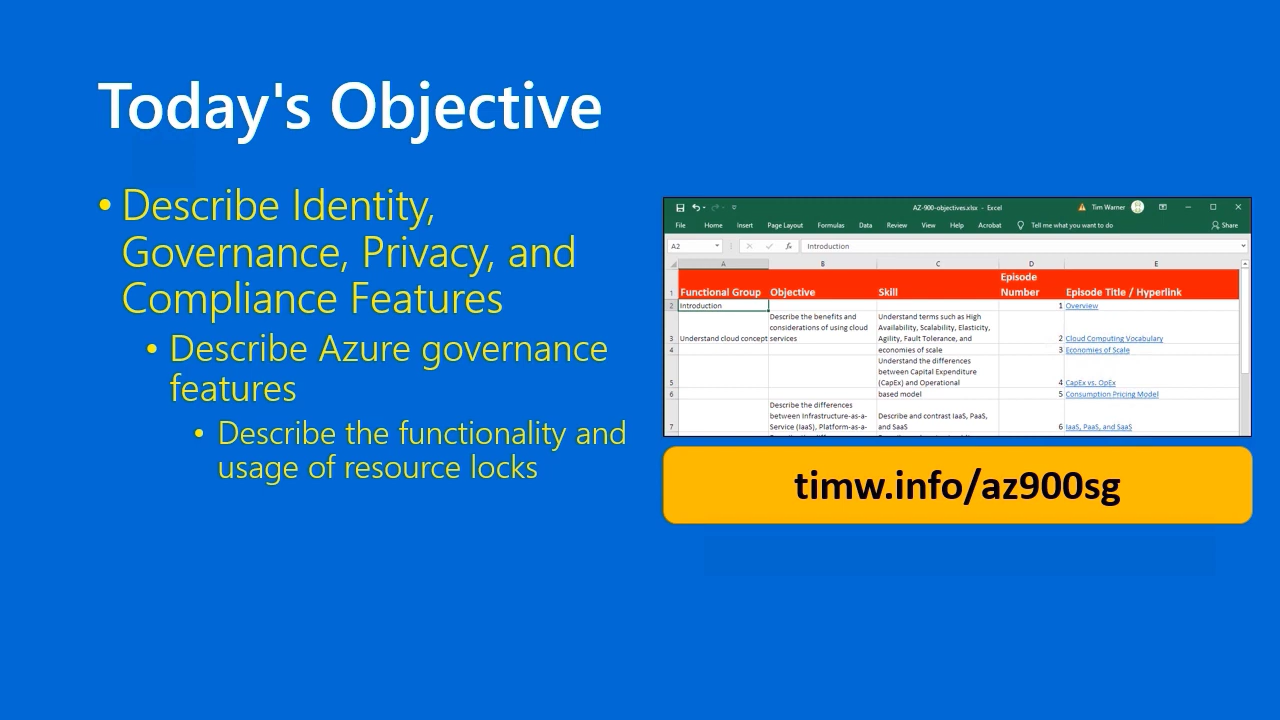 Today's Objective
• Describe Identity,
Governance, Privacy, and
Compliance Features
• Describe Azure governance
features
• Describe the functionality and
usage of resource locks
AZ-900-objectives.xlsx - Excel
Tim Warner
File Home Insert Page Layout Formulas Data Review View Help Acrobat Tell me what you want to do Share
A2 fx Introduction
A B C D E
1 Functional Group Objective Skill Episode Number Episode Title / Hyperlink
2 Introduction 1 Overview
3 Understand cloud concept Describe the benefits and considerations of using cloud services Understand terms such as High Availability, Scalability, Elasticity, Agility, Fault Tolerance, and 2 Cloud Computing Vocabulary
4 economies of scale 3 Economies of Scale
5 Understand the differences between Capital Expenditure (CapEx) and Operational 4 CapEx vs. OpEx
6 based model 5 Consumption Pricing Model
7 Describe the differences between Infrastructure-as-a-Service (IaaS), Platform-as-a- Describe and contrast IaaS, PaaS, and SaaS 6 IaaS, PaaS, and SaaS
timw.info/az900sg